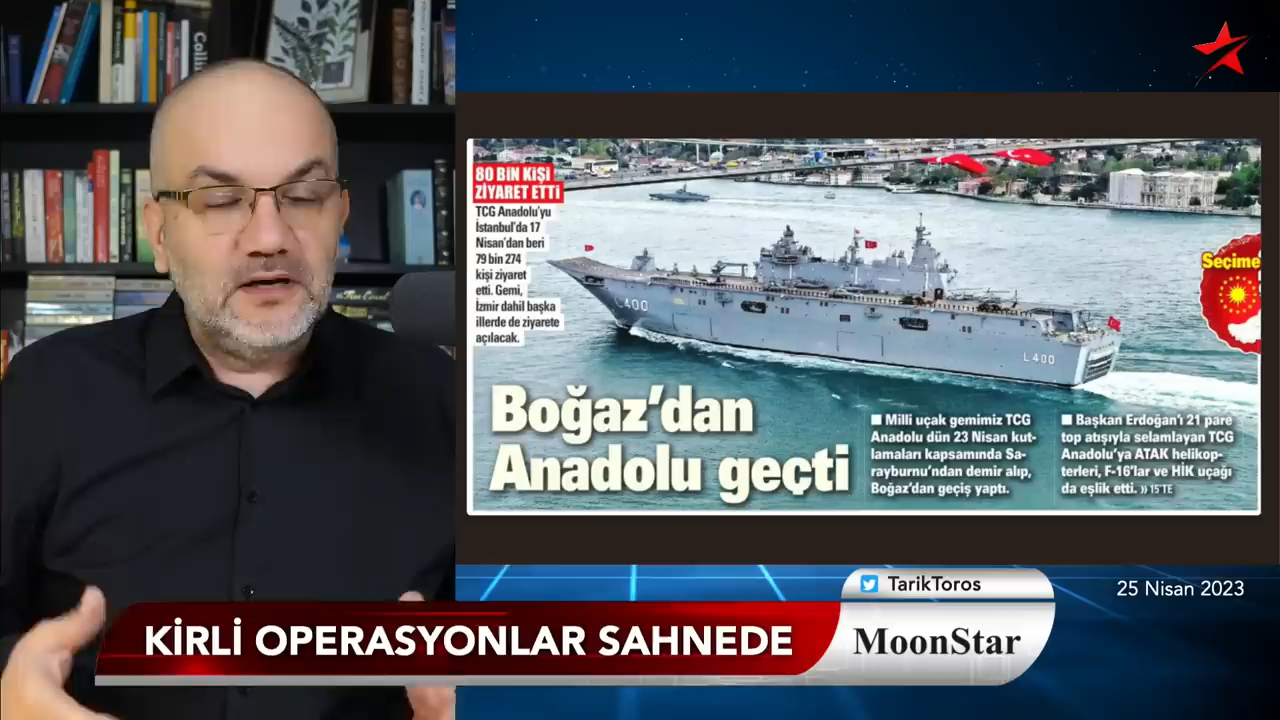 80 BİN KİŞİ
ZİYARET ETTİ
TCG Anadolu'yu
İstanbul'da 17
Nisan'dan beri
79 bin 274
kişi ziyaret
etti. Gemi,
İzmir dahil başka
illerde de ziyarete
açılacak.
L400
L400
Seçime
Boğaz'dan
Anadolu geçti
■ Milli uçak gemimiz TCG
Anadolu dün 23 Nisan kut-
lamaları kapsamında Sa-
rayburnu'ndan demir alıp,
Boğaz'dan geçiş yaptı.
■ Başkan Erdoğan'ı 21 pare
top atışıyla selamlayan TCG
Anadolu'ya ATAK helikop-
terleri, F-16'lar ve HİK uçağı
da eşlik etti. » 15'TE
TarikToros
25 Nisan 2023
KİRLİ OPERASYONLAR SAHNEDE
MoonStar